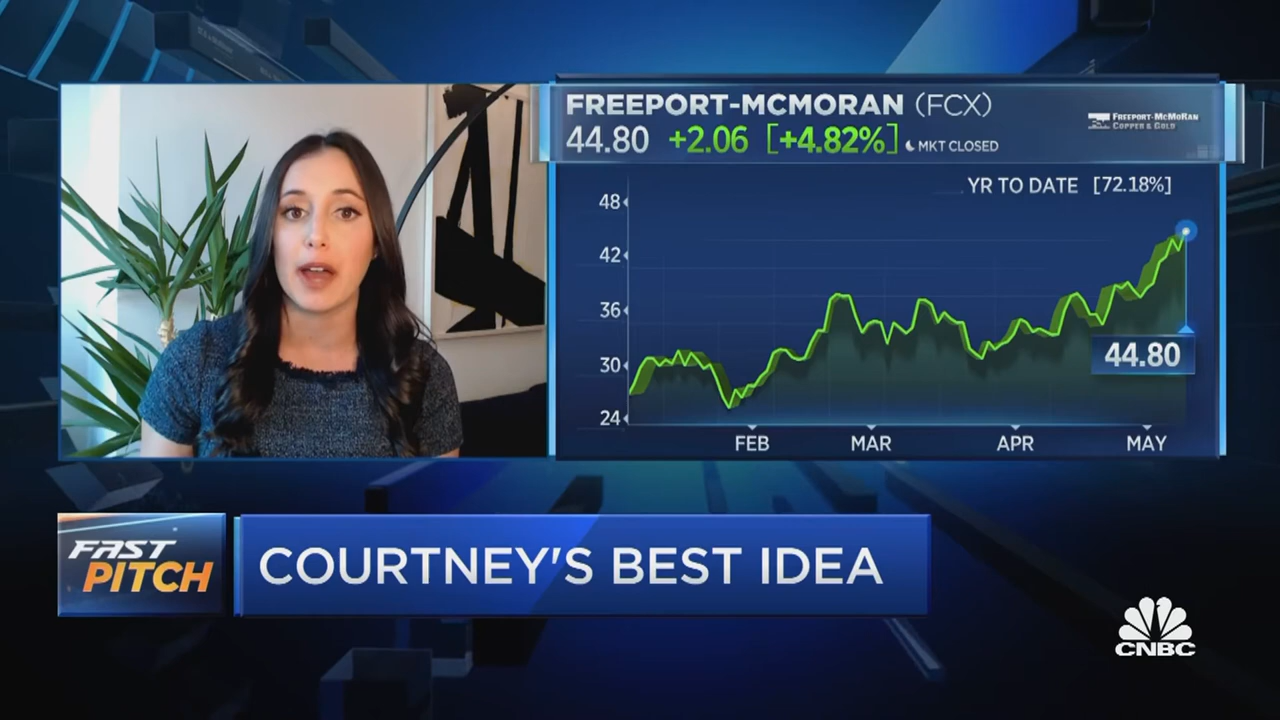 FREEPORT-MCMORAN (FCX)
44.80 +2.06 [+4.82%] MKT CLOSED
FREEPORT-MCMORAN
COPPER & GOLD
YR TO DATE [72.18%]
48
42
36
30
24
44.80
FEB MAR APR MAY
FAST
PITCH
COURTNEY'S BEST IDEA
CNBC